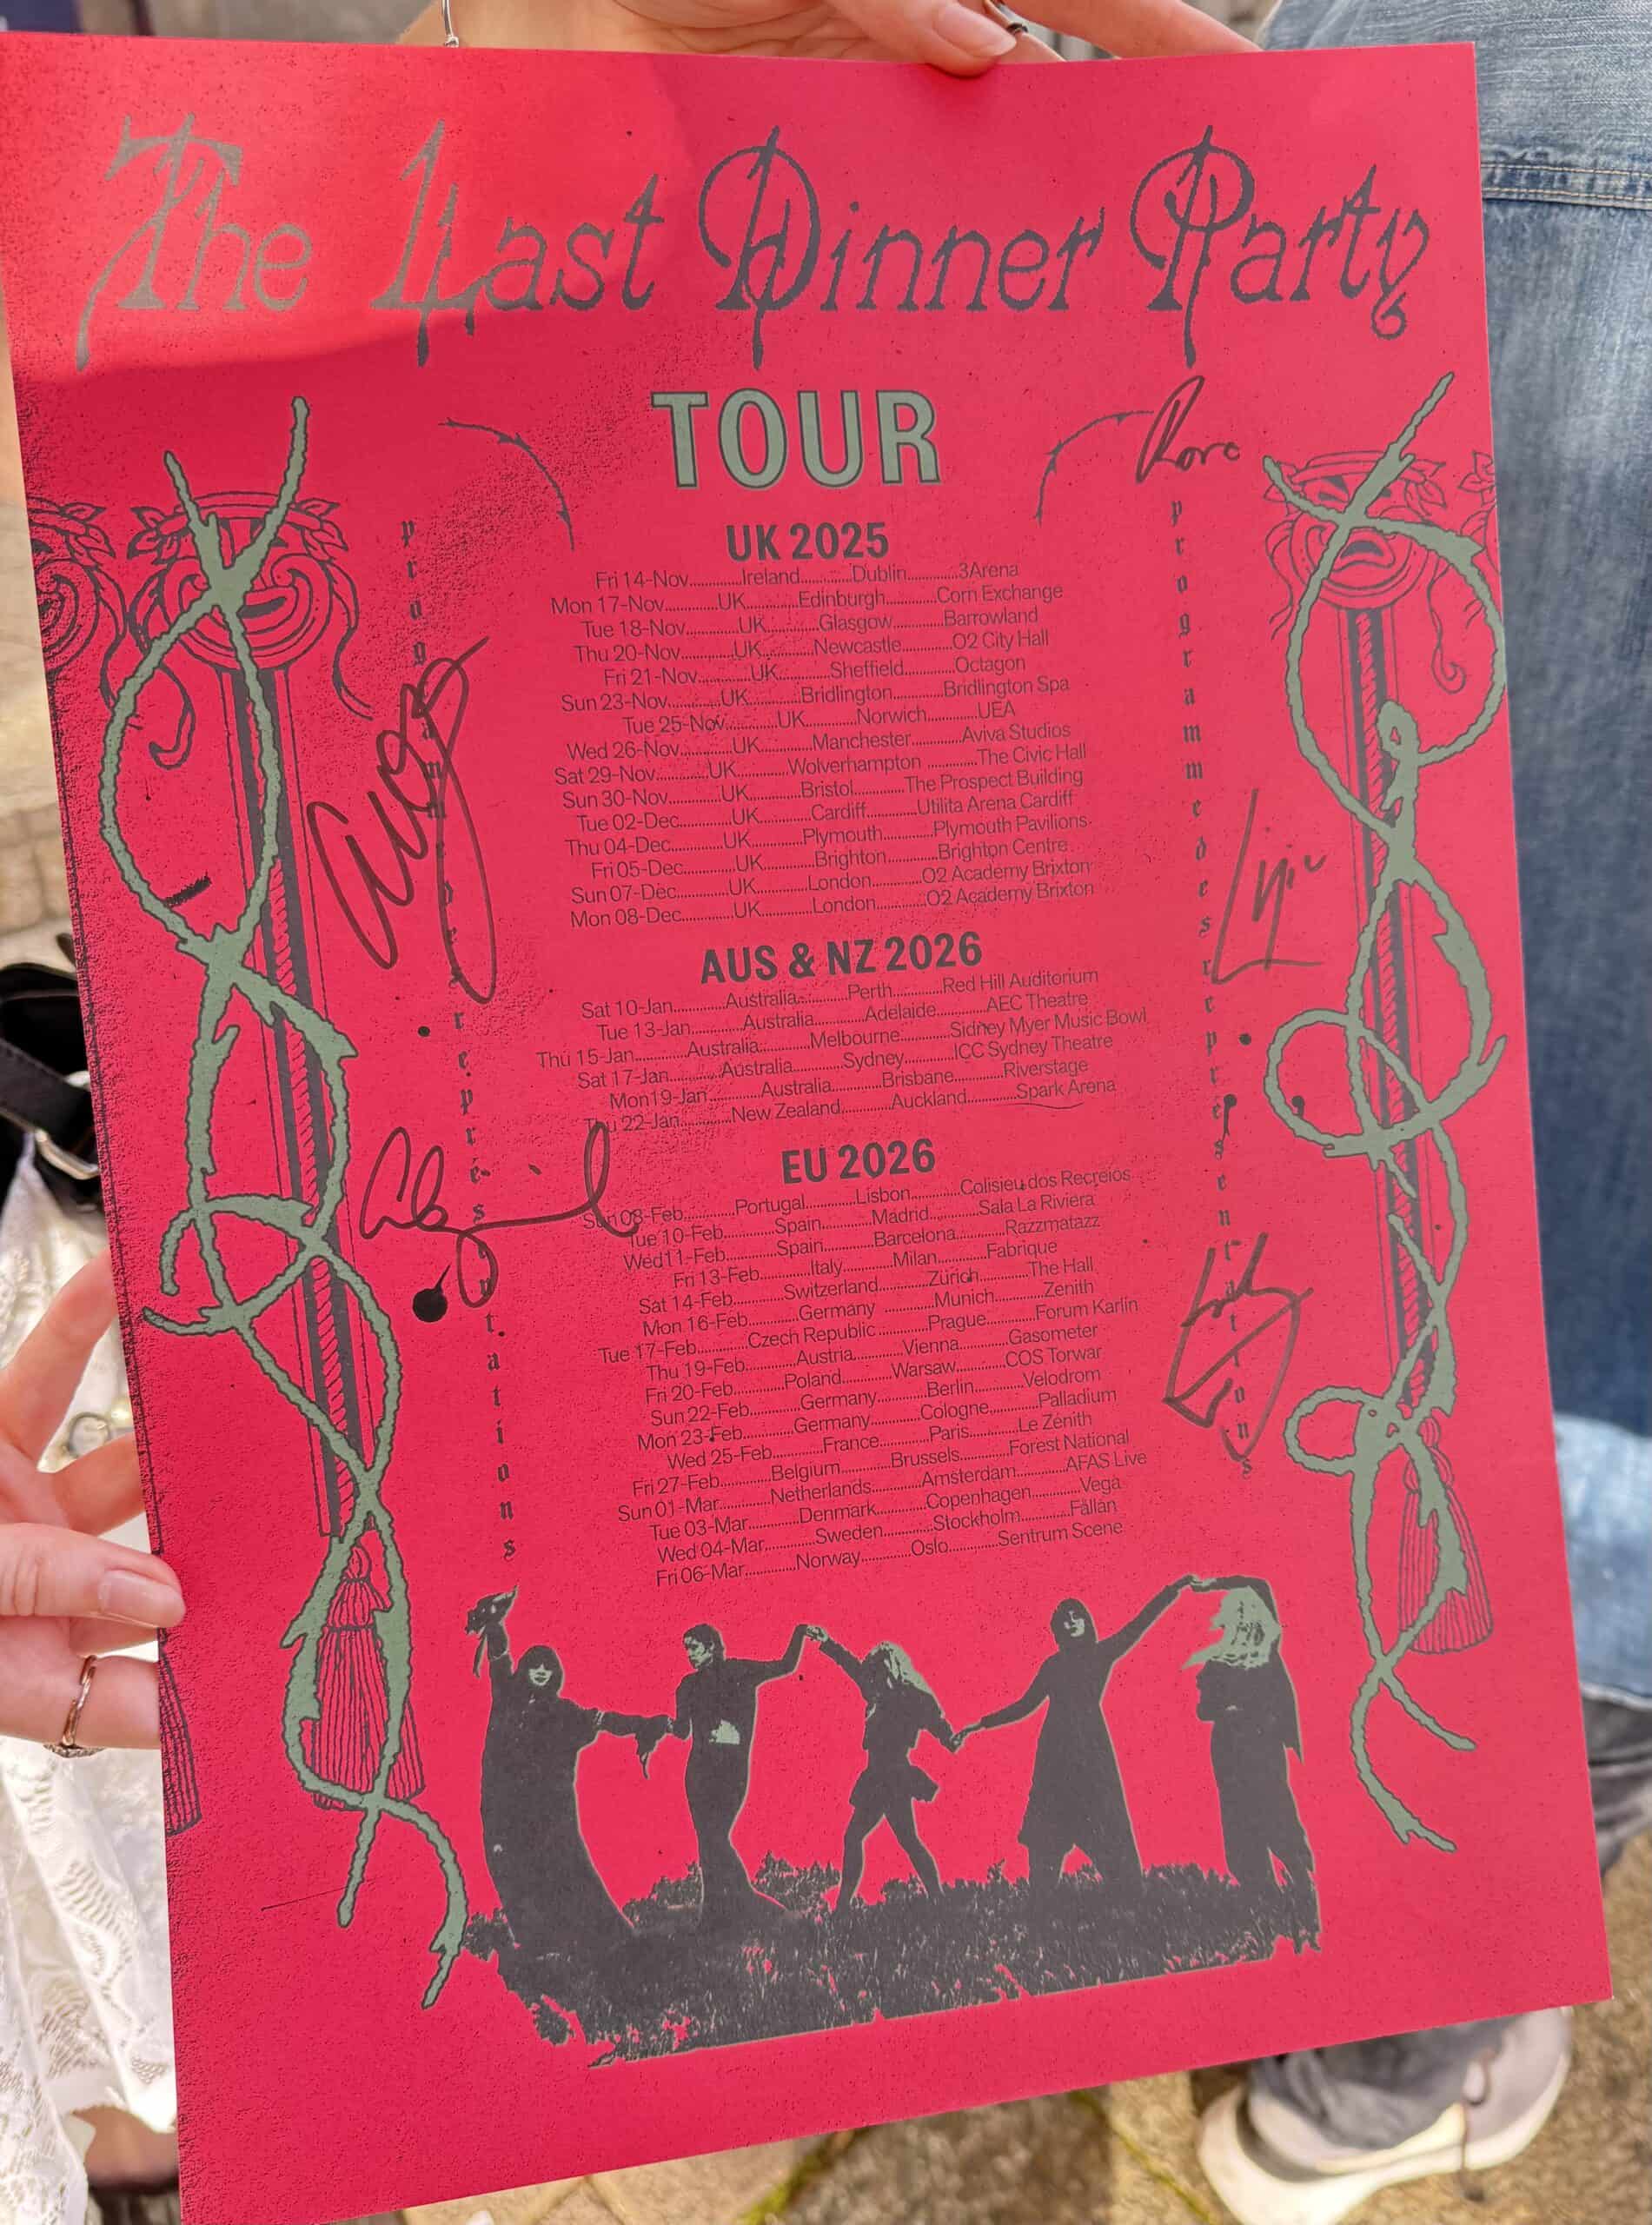 The Last Dinner Party
TOUR
UK 2025
Fri 14-Nov............Ireland............Dublin............3Arena
Mon 17-Nov............UK............Edinburgh............Corn Exchange
Tue 18-Nov............UK............Glasgow............Barrowland
Thu 20-Nov............UK............Newcastle............O2 City Hall
Fri 21-Nov............UK............Sheffield............Octagon
Sun 23-Nov............UK............Bridlington............Bridlington Spa
Tue 25-Nov............UK............Norwich............UEA
Wed 26-Nov............UK............Manchester............Aviva Studios
Sat 29-Nov............UK............Wolverhampton ............The Civic Hall
Sun 30-Nov............UK............Bristol............The Prospect Building
Tue 02-Dec............UK............Cardiff............Utilita Arena Cardiff
Thu 04-Dec............UK............Plymouth............Plymouth Pavilions
Fri 05-Dec............UK............Brighton............Brighton Centre
Sun 07-Dec............UK............London............O2 Academy Brixton
Mon 08-Dec............UK............London............O2 Academy Brixton
AUS & NZ 2026
Sat 10-Jan............Australia............Perth............Red Hill Auditorium
Tue 13-Jan............Australia............Adelaide............AEC Theatre
Thu 15-Jan............Australia............Melbourne............Sidney Myer Music Bowl
Sat 17-Jan............Australia............Sydney............ICC Sydney Theatre
Mon19-Jan............Australia............Brisbane............Riverstage
Thu 22-Jan............New Zealand............Auckland............Spark Arena
EU 2026
Sun 08-Feb............Portugal............Lisbon............Colisieu dos Recreios
Tue 10-Feb............Spain............Madrid............Sala La Riviera
Wed11-Feb............Spain............Barcelona............Razzmatazz
Fri 13-Feb............Italy............Milan............Fabrique
Sat 14-Feb............Switzerland............Zürich............The Hall
Mon 16-Feb............Germany ............Munich............Zenith
Tue 17-Feb............Czech Republic............Prague............Forum Karlín
Thu 19-Feb............Austria............Vienna............Gasometer
Fri 20-Feb............Poland............Warsaw............COS Torwar
Sun 22-Feb............Germany............Berlin............Velodrom
Mon 23-Feb............Germany............Cologne............Palladium
Wed 25-Feb............France............Paris............Le Zénith
Fri 27-Feb............Belgium............Brussels............Forest National
Sun 01-Mar............Netherlands............Amsterdam............AFAS Live
Tue 03-Mar............Denmark............Copenhagen............Vega
Wed 04-Mar............Sweden............Stockholm............Fållan
Fri 06-Mar............Norway............Oslo............Sentrum Scene
programme des représentations
programme des représentations